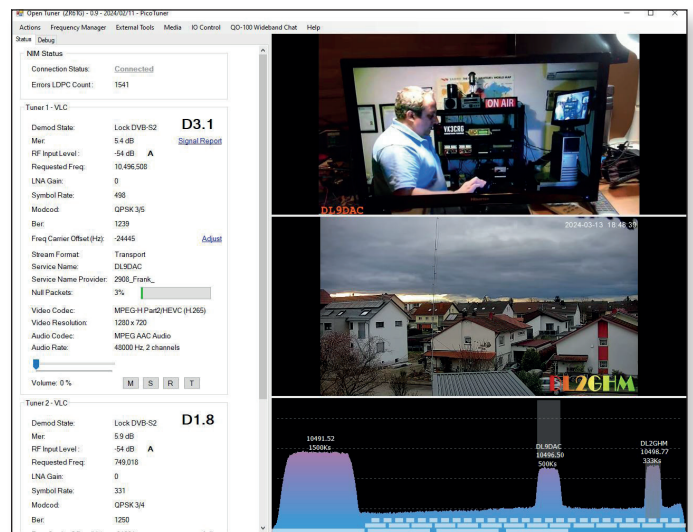 Open Tuner (ZR6TG) - 0.9 - 2024/02/11 - PicoTuner
Actions Frequency Manager External Tools Media IO Control QO-100 Wideband Chat Help
Status Debug
NIM Status
Connection Status: Connected
Errors LDPC Count: 1541
Tuner 1 - VLC
Demod State: Lock DVB-S2 D3.1
Mer: 5.4 dB Signal Report
RF Input Level: -54 dB A
Requested Freq: 10,496,508
LNA Gain: 0
Symbol Rate: 498
Modcod: QPSK 3/5
Ber: 1239
Freq Carrier Offset (Hz): -24445 Adjust
Stream Format: Transport
Service Name: DL9DAC
Service Name Provider: 2908_Frank_
Null Packets: 3%
Video Codec: MPEG-H Part2/HEVC (H.265)
Video Resolution: 1280 x 720
Audio Codec: MPEG AAC Audio
Audio Rate: 48000 Hz, 2 channels
Volume: 0 % M S R T
Tuner 2 - VLC
Demod State: Lock DVB-S2 D1.8
Mer: 5.9 dB
RF Input Level: -54 dB A
Requested Freq: 749,018
LNA Gain: 0
Symbol Rate: 331
Modcod: QPSK 3/4
Ber: 1250
ON AIR
VK3CRG
DL9DAC
2024-03-13 18:48:39
DL2GHM
10491.52
1500Ks
DL9DAC
10496.50
500Ks
DL2GHM
10498.77
333Ks